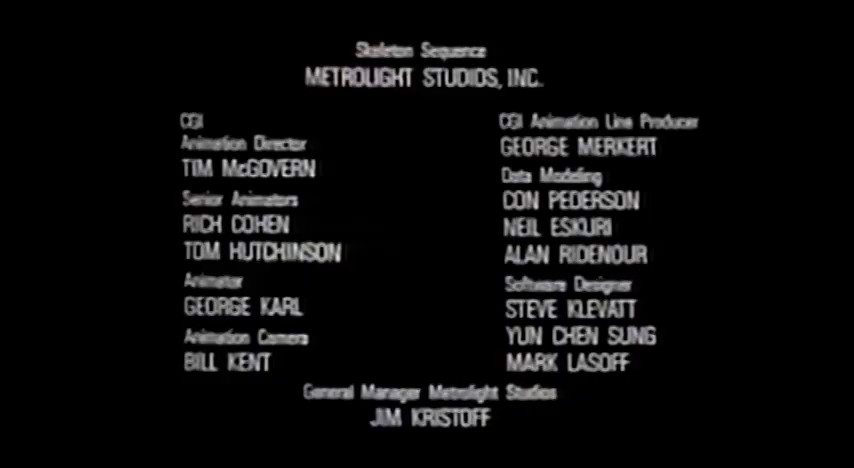 Skeleton Sequence
METROLIGHT STUDIOS, INC.
CGI
Animation Director
TIM McGOVERN
Senior Animators
RICH COHEN
TOM HUTCHINSON
Animator
GEORGE KARL
Animation Camera
BILL KENT
CGI Animation Line Producer
GEORGE MERKERT
Data Modeling
CON PEDERSON
NEIL ESKURI
ALAN RIDENOUR
Software Designer
STEVE KLEVATT
YUN CHEN SUNG
MARK LASOFF
General Manager Metrolight Studios
JIM KRISTOFF